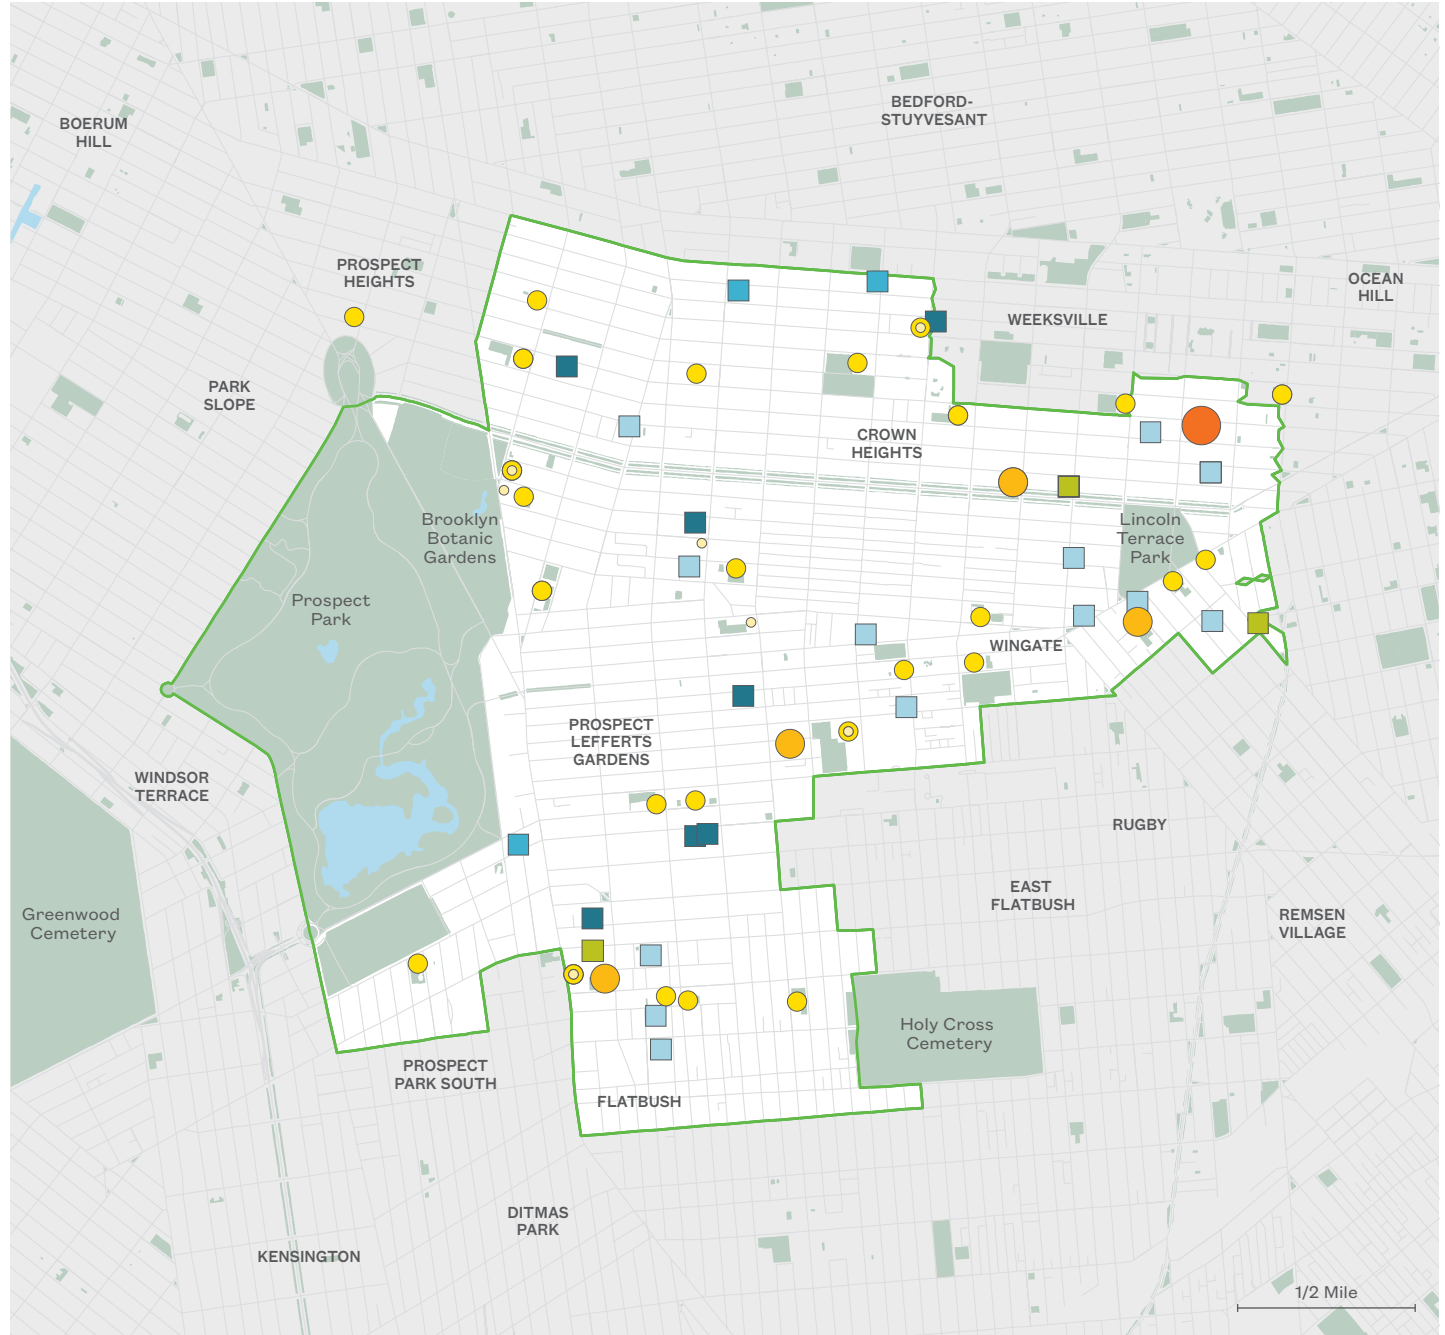 BEDFORD-
STUYVESANT
BOERUM
HILL
PROSPECT
HEIGHTS
OCEAN
HILL
WEEKSVILLE
PARK
SLOPE
CROWN
HEIGHTS
Brooklyn
Botanic
Gardens
Lincoln
Terrace
Park
Prospect
Park
WINGATE
PROSPECT
LEFFERTS
GARDENS
WINDSOR
TERRACE
RUGBY
EAST
FLATBUSH
Greenwood
Cemetery
REMSEN
VILLAGE
Holy Cross
Cemetery
PROSPECT
PARK SOUTH
FLATBUSH
DITMAS
PARK
KENSINGTON
1/2 Mile